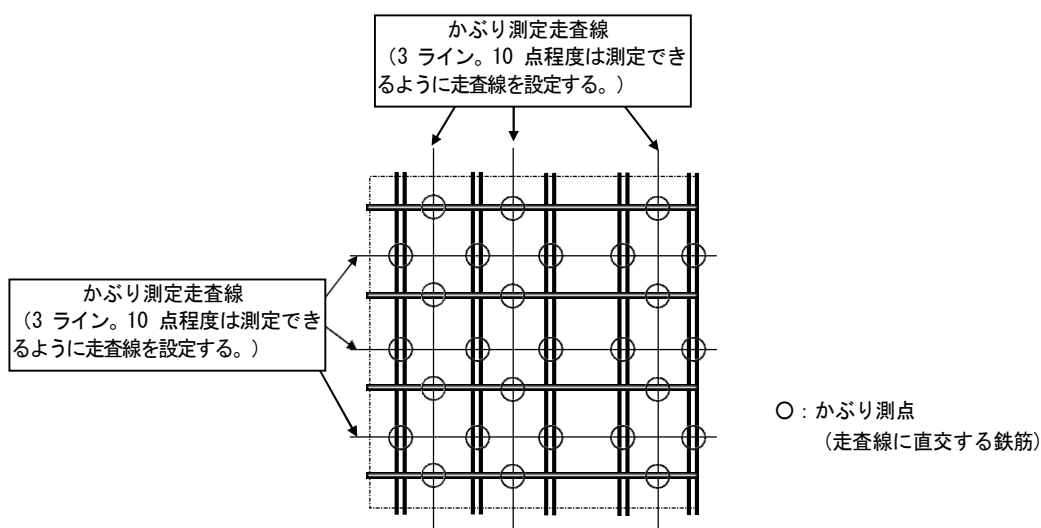 かぶり測定走査線
（3 ライン。10 点程度は測定でき
るように走査線を設定する。）
かぶり測定走査線
（3 ライン。10 点程度は測定でき
るように走査線を設定する。）
○：かぶり測点
（走査線に直交する鉄筋）